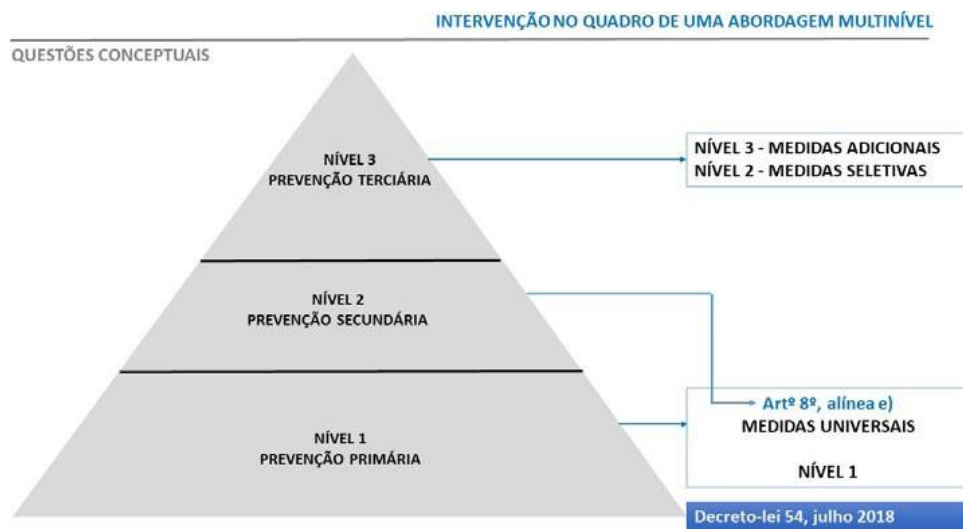 INTERVENÇÃO NO QUADRO DE UMA ABORDAGEM MULTINÍVEL
QUESTÕES CONCEPTUAIS
NÍVEL 3
PREVENÇÃO TERCIÁRIA
NÍVEL 3 - MEDIDAS ADICIONAIS
NÍVEL 2 - MEDIDAS SELETIVAS
NÍVEL 2
PREVENÇÃO SECUNDÁRIA
Artº 8º, alínea e)
MEDIDAS UNIVERSAIS
NÍVEL 1
NÍVEL 1
PREVENÇÃO PRIMÁRIA
Decreto-lei 54, julho 2018